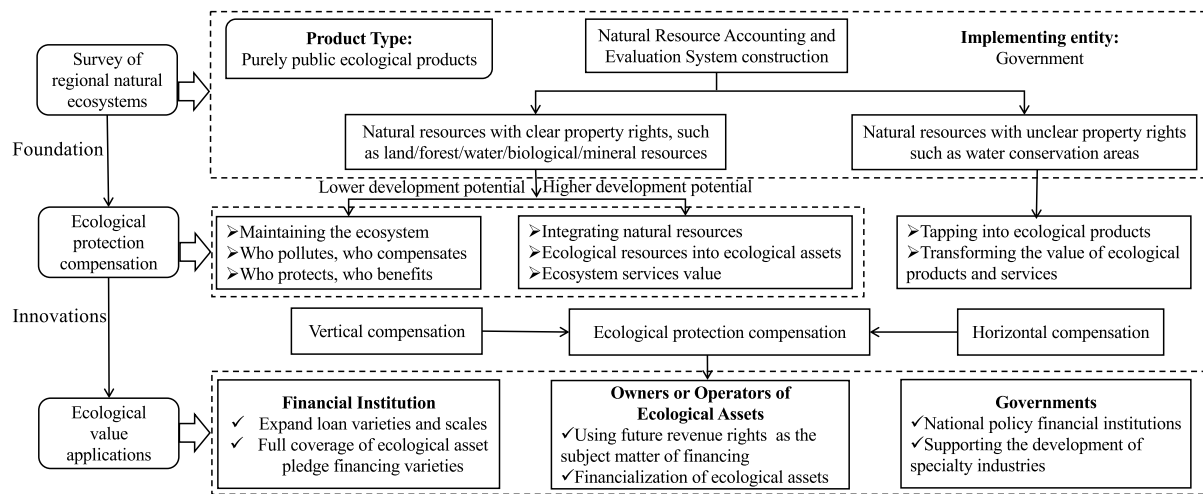 Survey of
regional natural
ecosystems
Product Type:
Purely public ecological products
Natural Resource Accounting and
Evaluation System construction
Implementing entity:
Government
Natural resources with clear property rights, such
as land/forest/water/biological/mineral resources
Natural resources with unclear property rights
such as water conservation areas
Foundation
Lower development potential
Higher development potential
Ecological
protection
compensation
➢Maintaining the ecosystem
➢Who pollutes, who compensates
➢Who protects, who benefits
➢Integrating natural resources
➢Ecological resources into ecological assets
➢Ecosystem services value
➢Tapping into ecological products
➢Transforming the value of ecological
products and services
Innovations
Vertical compensation
Ecological protection compensation
Horizontal compensation
Ecological
value
applications
Financial Institution
✓ Expand loan varieties and scales
✓ Full coverage of ecological asset
pledge financing varieties
Owners or Operators of
Ecological Assets
✓Using future revenue rights as the
subject matter of financing
✓Financialization of ecological assets
Governments
✓National policy financial institutions
✓Supporting the development of
specialty industries